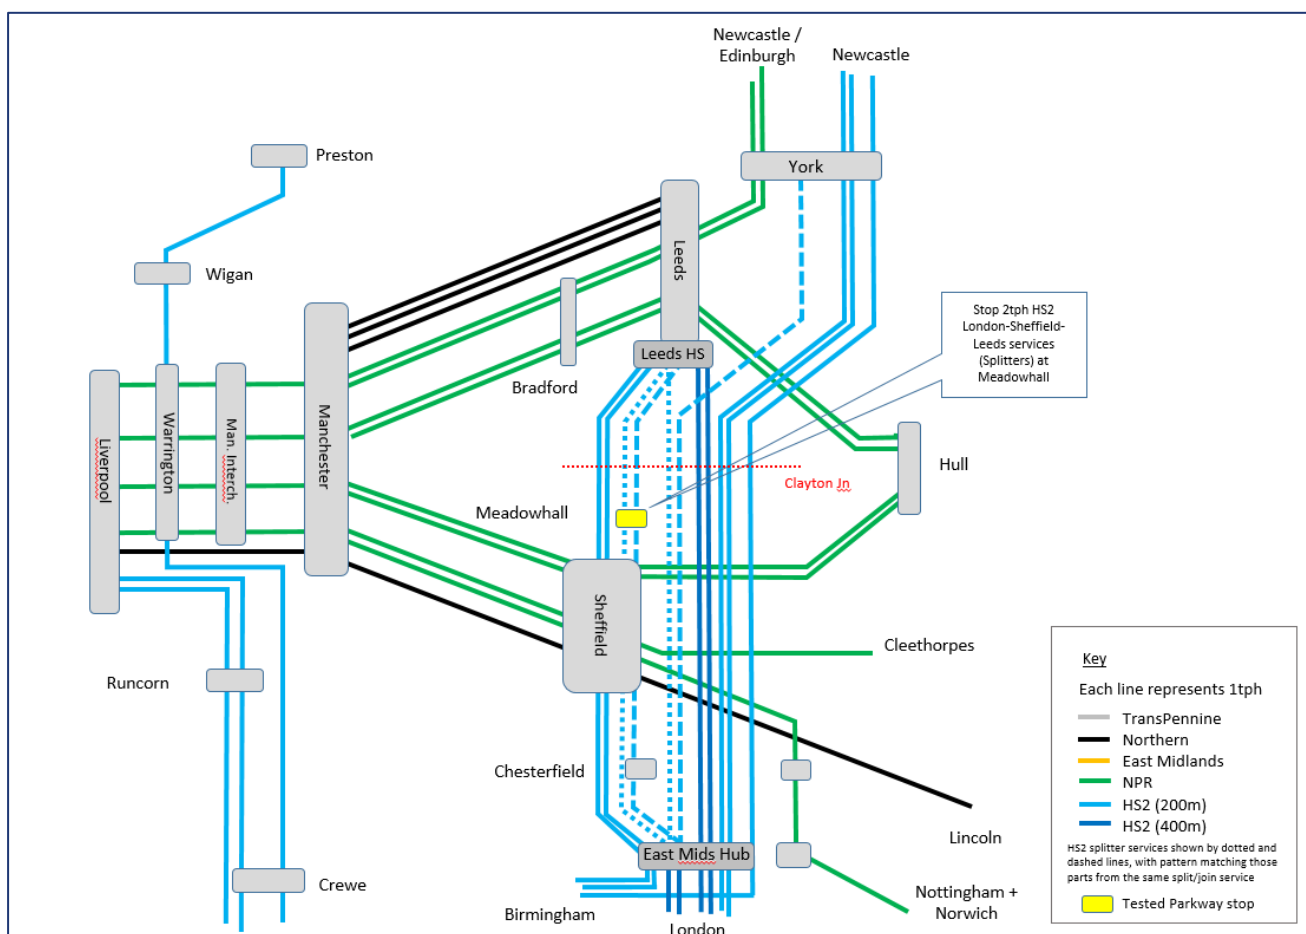 Newcastle /
Edinburgh
Newcastle
York
Preston
Leeds
Wigan
Stop 2tph HS2
London-Sheffield-
Leeds services
(Splitters) at
Meadowhall
Leeds HS
Bradford
Liverpool
Warrington
Man. Interch.
Manchester
Hull
Clayton Jn
Meadowhall
Sheffield
Cleethorpes
Runcorn
Chesterfield
Lincoln
East Mids Hub
Crewe
Birmingham
London
Nottingham +
Norwich
Key
Each line represents 1tph
TransPennine
Northern
East Midlands
NPR
HS2 (200m)
HS2 (400m)
HS2 splitter services shown by dotted and
dashed lines, with pattern matching those
parts from the same split/join service
Tested Parkway stop